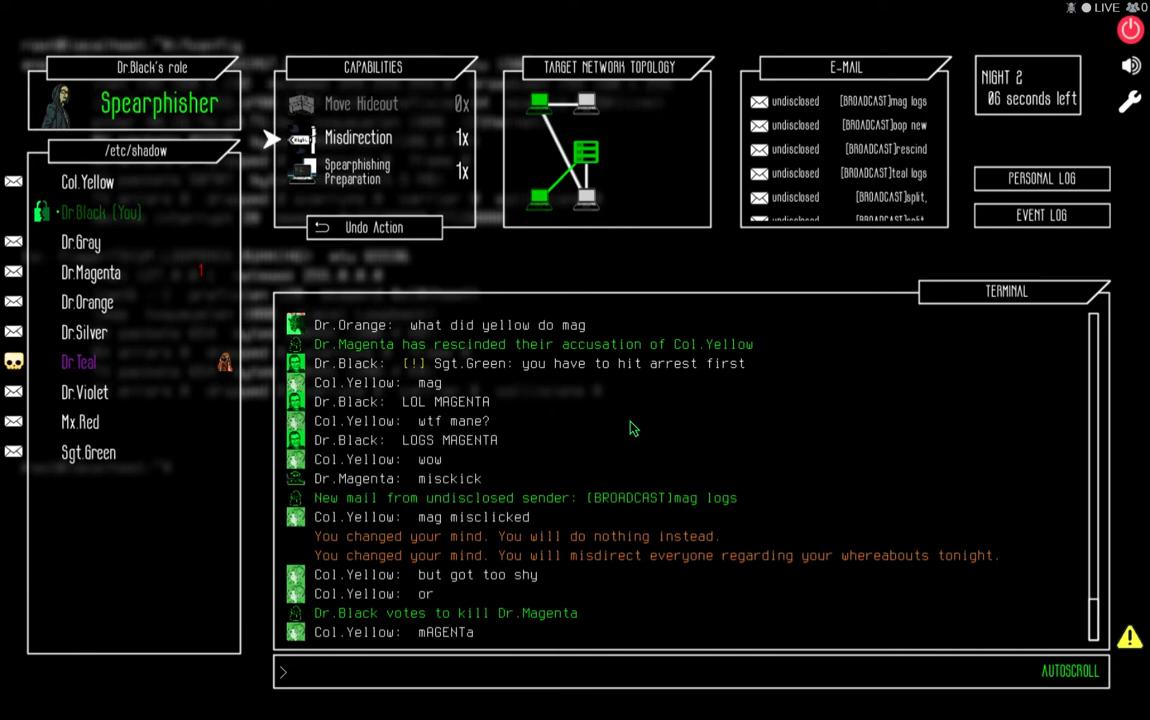 LIVE 0
Dr.Black's role
Spearphisher
/etc/shadow
Col.Yellow
Dr.Black (You)
Dr.Gray
Dr.Magenta 1
Dr.Orange
Dr.Silver
Dr.Teal
Dr.Violet
Mx.Red
Sgt.Green
CAPABILITIES
Move Hideout 0x
Misdirection 1x
Spearphishing
Preparation 1x
Undo Action
TARGET NETWORK TOPOLOGY
E-MAIL
undisclosed [BROADCAST]mag logs
undisclosed [BROADCAST]oop new
undisclosed [BROADCAST]rescind
undisclosed [BROADCAST]teal logs
undisclosed [BROADCAST]split,
undisclosed [BROADCAST]split,
NIGHT 2
06 seconds left
PERSONAL LOG
EVENT LOG
TERMINAL
Dr.Orange: what did yellow do mag
Dr.Magenta has rescinded their accusation of Col.Yellow
Dr.Black: [!] Sgt.Green: you have to hit arrest first
Col.Yellow: mag
Dr.Black: LOL MAGENTA
Col.Yellow: wtf mane?
Dr.Black: LOGS MAGENTA
Col.Yellow: wow
Dr.Magenta: misckick
New mail from undisclosed sender: [BROADCAST]mag logs
Col.Yellow: mag misclicked
You changed your mind. You will do nothing instead.
You changed your mind. You will misdirect everyone regarding your whereabouts tonight.
Col.Yellow: but got too shy
Col.Yellow: or
Dr.Black votes to kill Dr.Magenta
Col.Yellow: mAGENTa
>
AUTOSCROLL